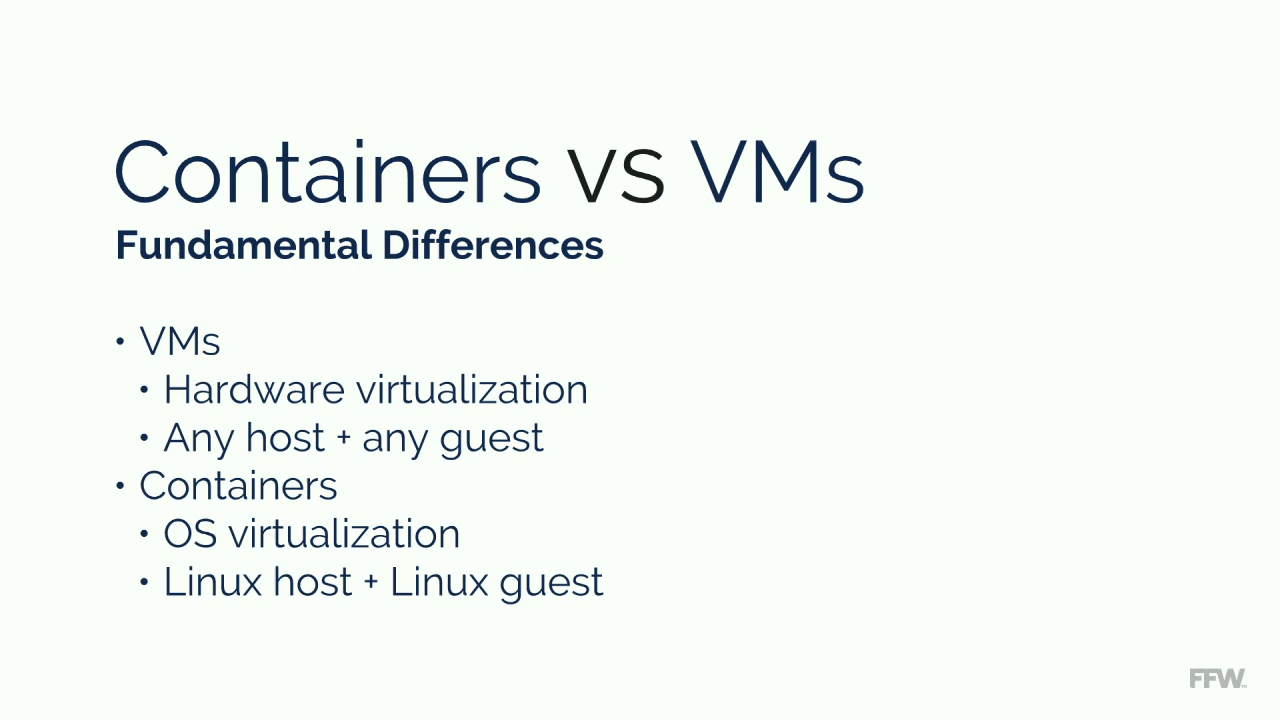 Containers vs VMs
Fundamental Differences
• VMs
• Hardware virtualization
• Any host + any guest
• Containers
• OS virtualization
• Linux host + Linux guest
FFW